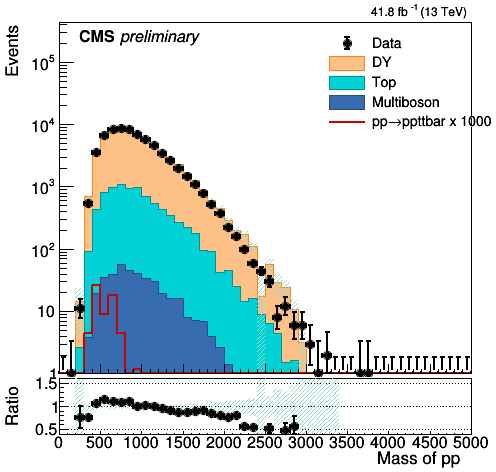 41.8 fb⁻¹ (13 TeV)
CMS preliminary
Events
Data
DY
Top
Multiboson
pp→ppttbar x 1000
10⁵
10⁴
10³
10²
10
1
Ratio
1.5
1
0.5
0 500 1000 1500 2000 2500 3000 3500 4000 4500 5000
Mass of pp